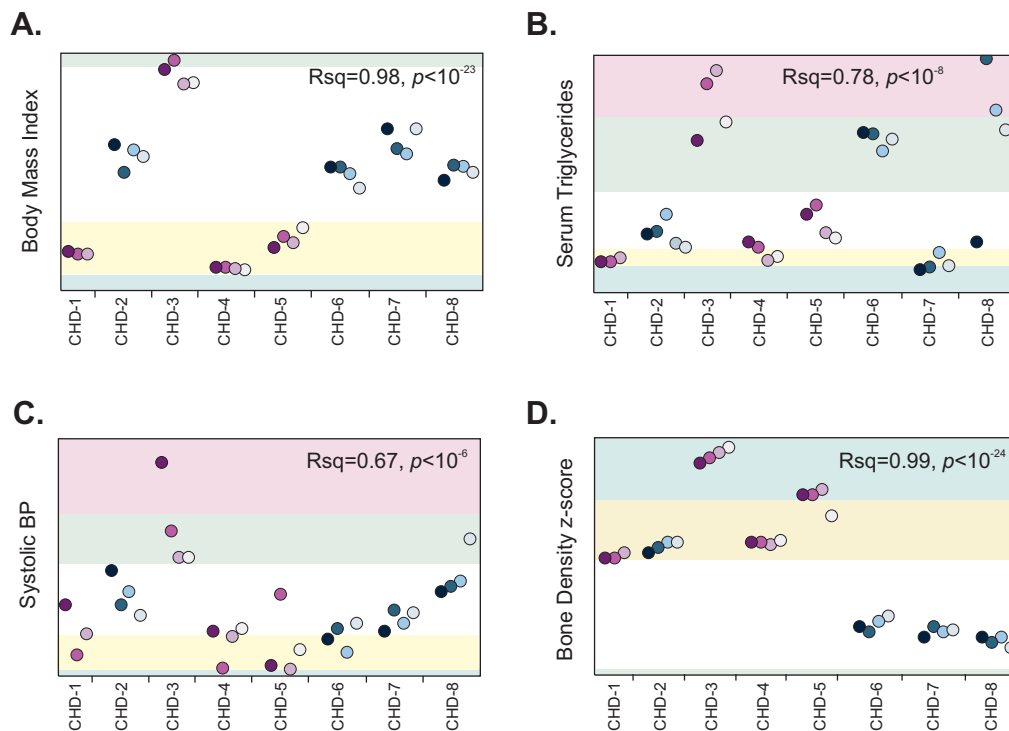 A.
Body Mass Index
Rsq=0.98, p<10-23
CHD-1
CHD-2
CHD-3
CHD-4
CHD-5
CHD-6
CHD-7
CHD-8
B.
Serum Triglycerides
Rsq=0.78, p<10-8
CHD-1
CHD-2
CHD-3
CHD-4
CHD-5
CHD-6
CHD-7
CHD-8
C.
Systolic BP
Rsq=0.67, p<10-6
CHD-1
CHD-2
CHD-3
CHD-4
CHD-5
CHD-6
CHD-7
CHD-8
D.
Bone Density z-score
Rsq=0.99, p<10-24
CHD-1
CHD-2
CHD-3
CHD-4
CHD-5
CHD-6
CHD-7
CHD-8